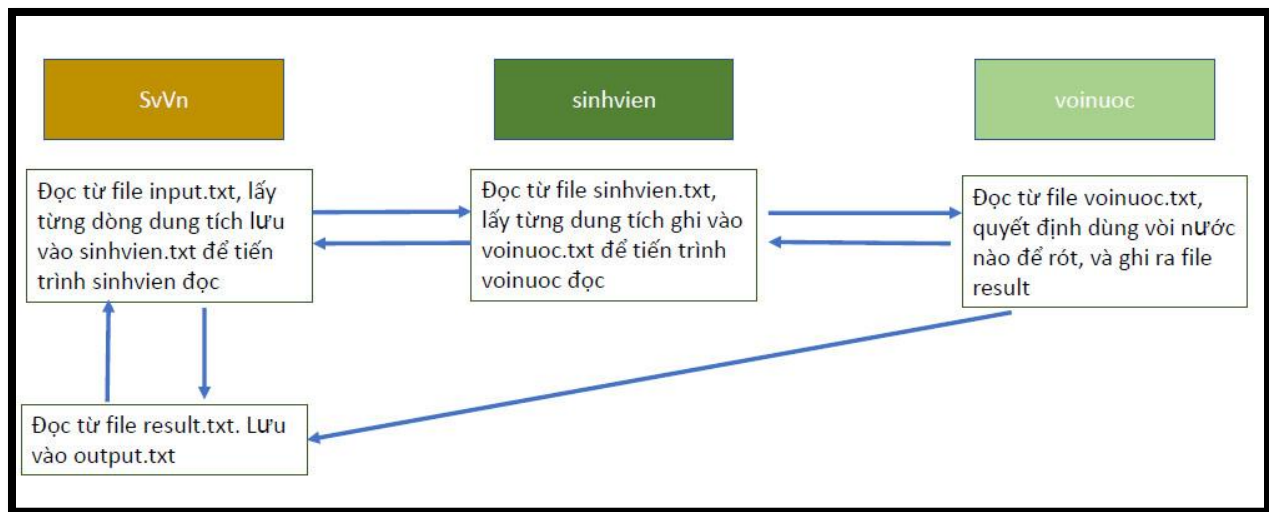 SvVn
sinhvien
voinuoc
Đọc từ file input.txt, lấy
từng dòng dung tích lưu
vào sinhvien.txt để tiến
trình sinhvien đọc
Đọc từ file sinhvien.txt,
lấy từng dung tích ghi vào
voinuoc.txt để tiến trình
voinuoc đọc
Đọc từ file voinuoc.txt,
quyết định dùng vòi nước
nào để rót, và ghi ra file
result
Đọc từ file result.txt. Lưu
vào output.txt